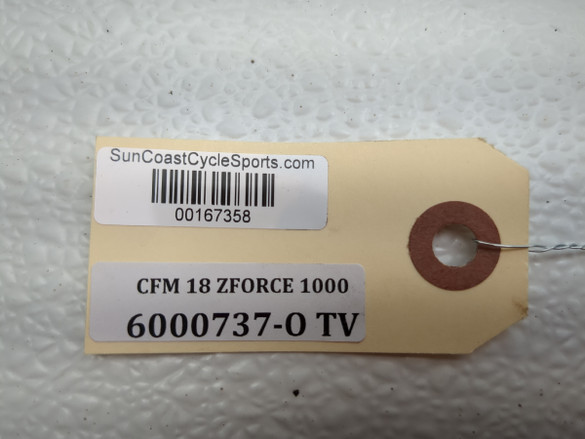 SunCoastCycleSports.com
00167358
CFM 18 ZFORCE 1000
6000737-O TV